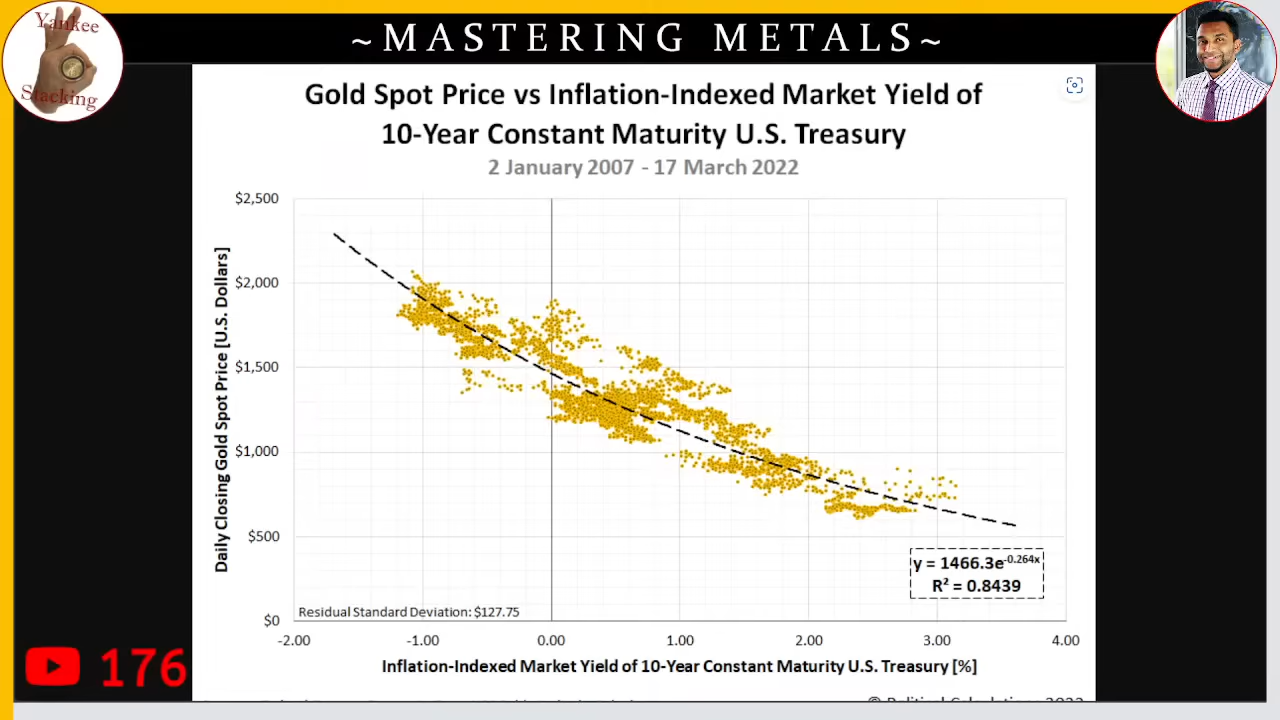 Yankee
Stacking
~MASTERING METALS~
Gold Spot Price vs Inflation-Indexed Market Yield of
10-Year Constant Maturity U.S. Treasury
2 January 2007 - 17 March 2022
Daily Closing Gold Spot Price [U.S. Dollars]
$2,500
$2,000
$1,500
$1,000
$500
$0
y = 1466.3e^-0.264x
R² = 0.8439
Residual Standard Deviation: $127.75
-2.00 -1.00 0.00 1.00 2.00 3.00 4.00
Inflation-Indexed Market Yield of 10-Year Constant Maturity U.S. Treasury [%]
176
© Political Calculations 2022